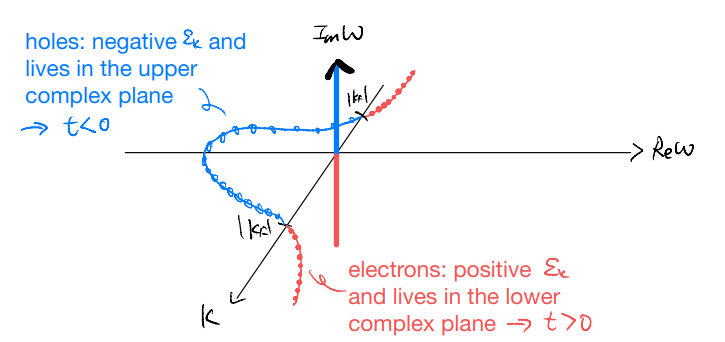 holes: negative εₖ and
lives in the upper
complex plane
→ t<0
ImW
|kF|
ReW
|kF|
K
electrons: positive εₖ
and lives in the lower
complex plane → t>0